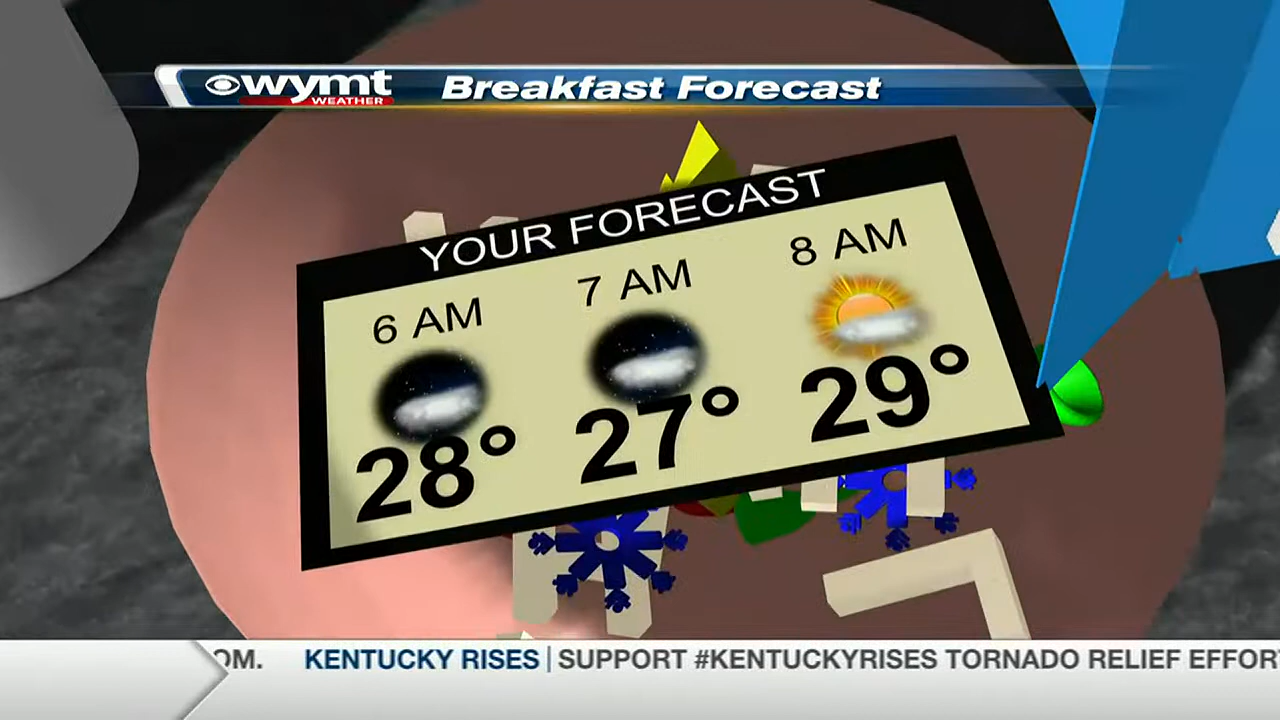 wymt
WEATHER
Breakfast Forecast
YOUR FORECAST
6 AM
7 AM
8 AM
28°
27°
29°
OM. KENTUCKY RISES | SUPPORT #KENTUCKYRISES TORNADO RELIEF EFFORT